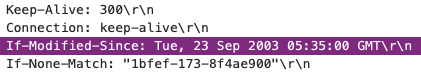 Keep-Alive: 300\r\n
Connection: keep-alive\r\n
If-Modified-Since: Tue, 23 Sep 2003 05:35:00 GMT\r\n
If-None-Match: "1bfef-173-8f4ae900"\r\n